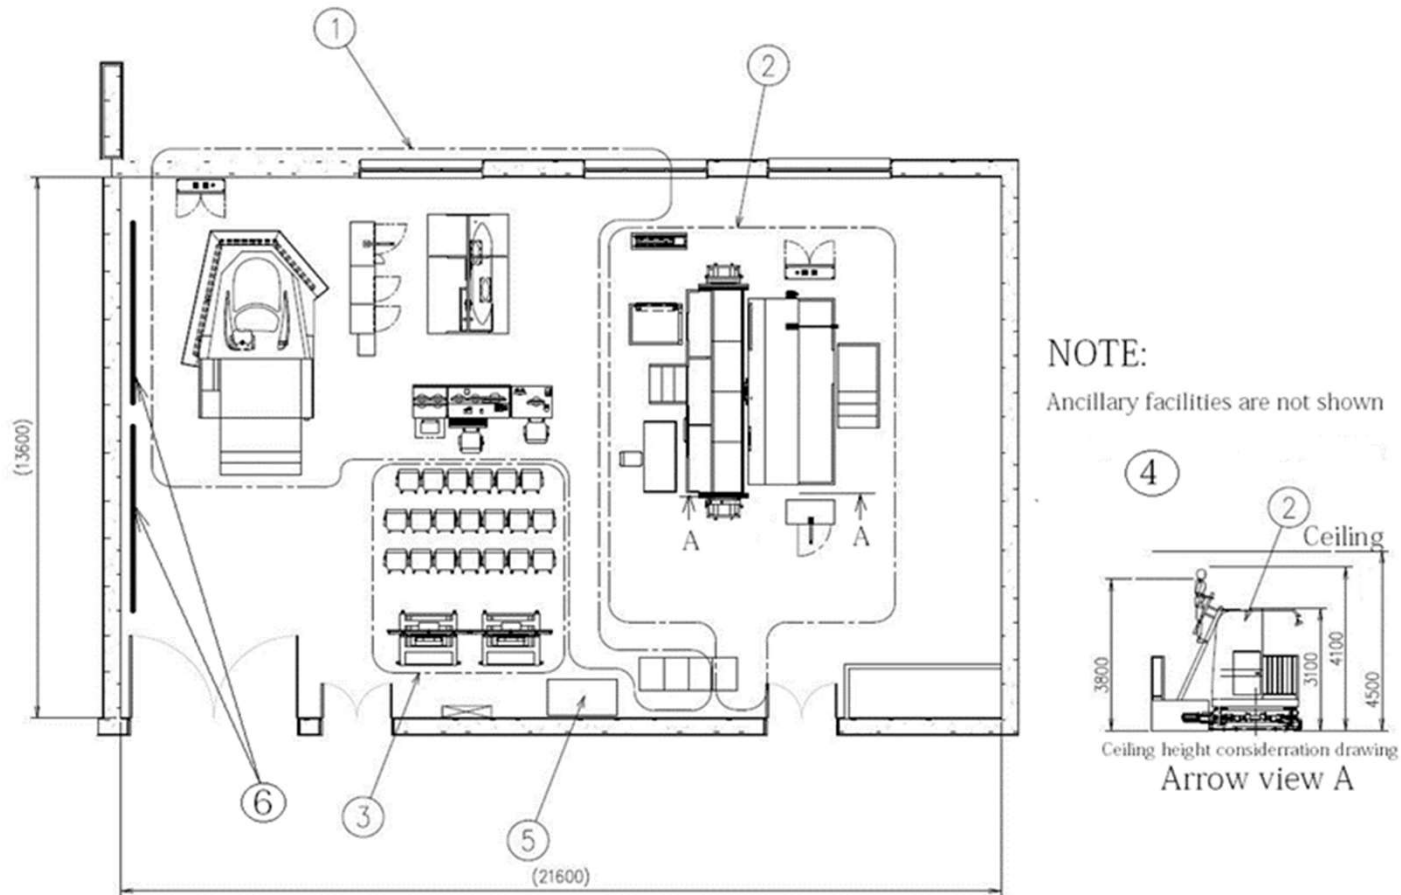 1
2
NOTE:
Ancillary facilities are not shown
(13600)
4
2
Ceiling
A
A
3800
3100
4100
4500
Ceiling height considerration drawing
Arrow view A
6
3
5
(21600)